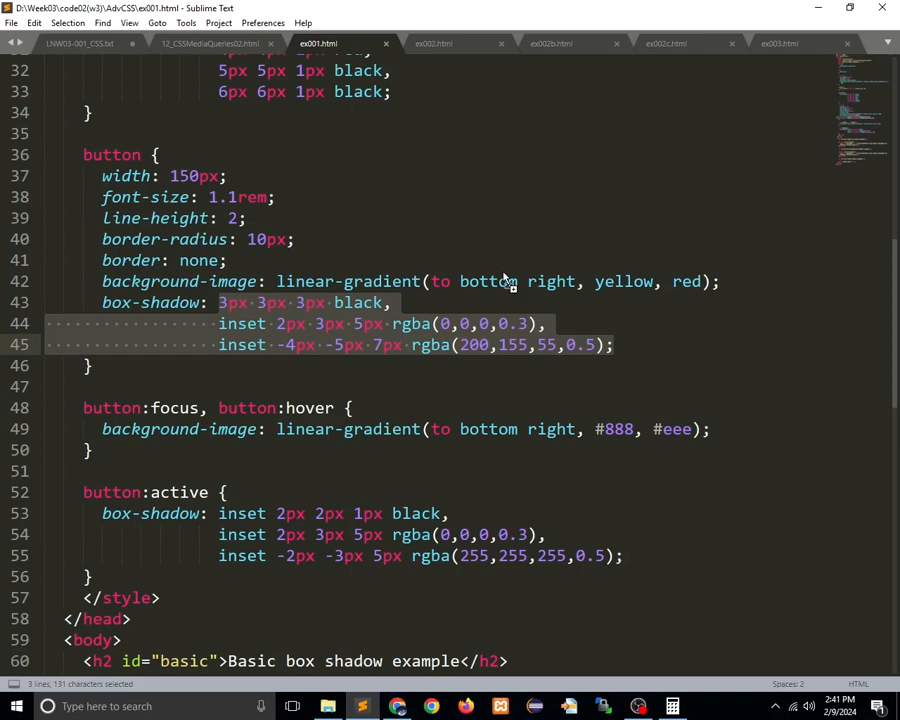 D:\Week03\code02(w3)\AdvCSS\ex001.html - Sublime Text
File Edit Selection Find View Goto Tools Project Preferences Help
LNW03-001_CSS.txt 12_CSSMediaQueries02.html ex001.html ex002.html ex002b.html ex002c.html ex003.html
32 5px 5px 1px black,
33 6px 6px 1px black;
34 }
35
36 button {
37 width: 150px;
38 font-size: 1.1rem;
39 line-height: 2;
40 border-radius: 10px;
41 border: none;
42 background-image: linear-gradient(to bottom right, yellow, red);
43 box-shadow: 3px 3px 3px black,
44 inset 2px 3px 5px rgba(0,0,0,0.3),
45 inset -4px -5px 7px rgba(200,155,55,0.5);
46 }
47
48 button:focus, button:hover {
49 background-image: linear-gradient(to bottom right, #888, #eee);
50 }
51
52 button:active {
53 box-shadow: inset 2px 2px 1px black,
54 inset 2px 3px 5px rgba(0,0,0,0.3),
55 inset -2px -3px 5px rgba(255,255,255,0.5);
56 }
57 </style>
58 </head>
59 <body>
60 <h2 id="basic">Basic box shadow example</h2>
3 lines, 131 characters selected Spaces: 2 HTML
Type here to search 2:41 PM
2/9/2024